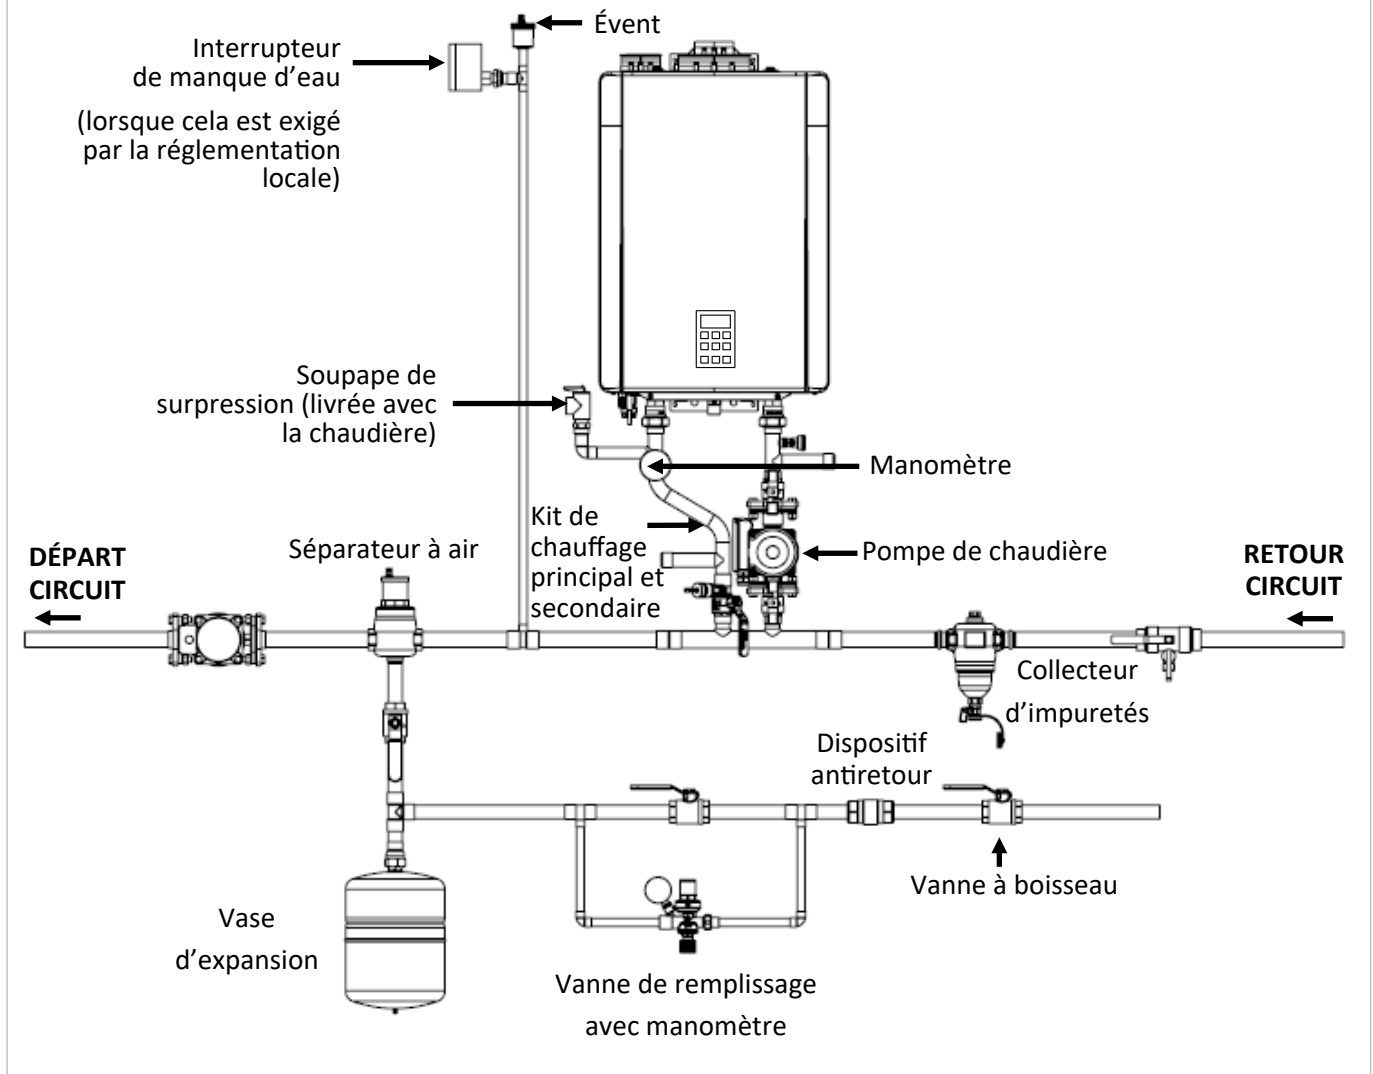 Évent
Interrupteur
de manque d’eau
(lorsque cela est exigé
par la réglementation
locale)
Soupape de
surpression (livrée avec
la chaudière)
Manomètre
Kit de
chauffage
principal et
secondaire
Pompe de chaudière
Séparateur à air
DÉPART
CIRCUIT
RETOUR
CIRCUIT
Collecteur
d’impuretés
Dispositif
antiretour
Vanne à boisseau
Vase
d’expansion
Vanne de remplissage
avec manomètre